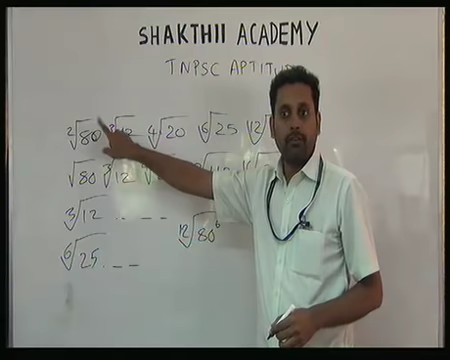 SHAKTHII ACADEMY
TNPSC APTITU
²√80 ³√12 ⁴√20 ⁶√25 ¹²√
√80 ³√12
³√12 .. _ _
¹²√80⁶
⁶√25 .. _ _